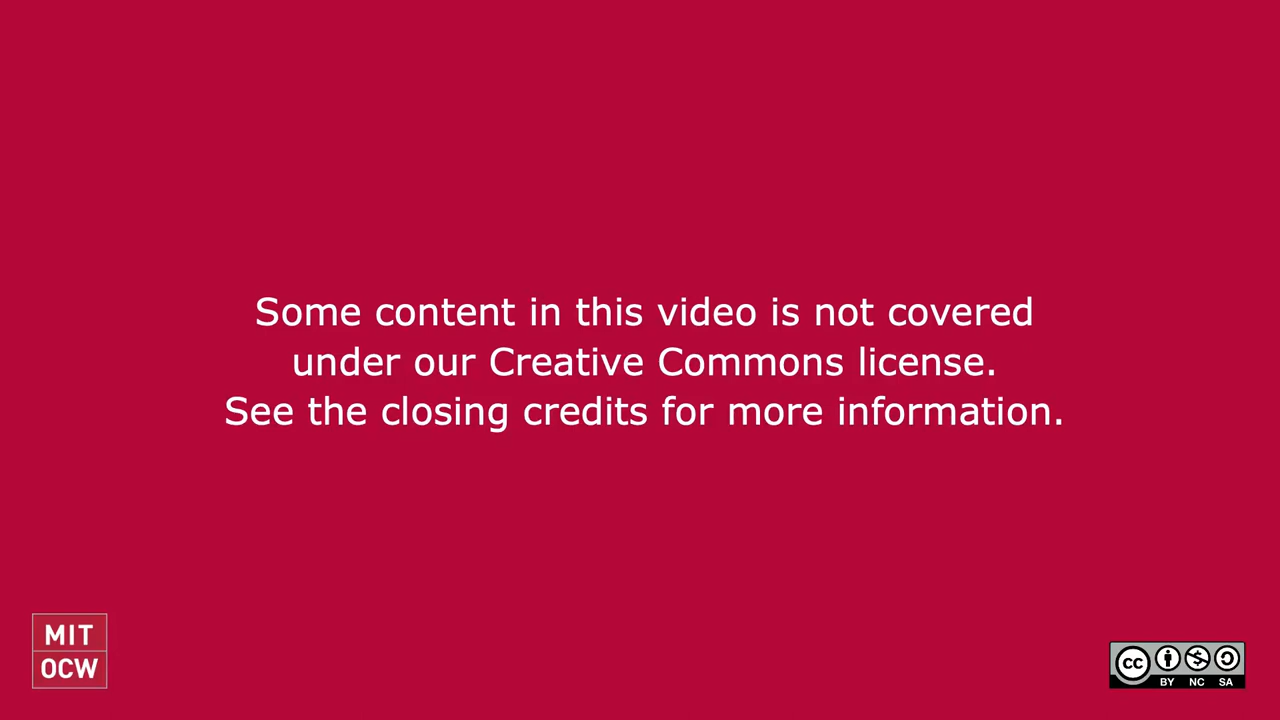 Some content in this video is not covered
under our Creative Commons license.
See the closing credits for more information.
MIT
OCW
cc
BY NC SA